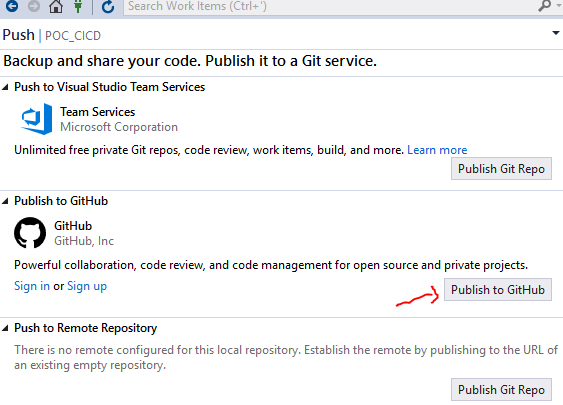 Search Work Items (Ctrl+')
Push | POC_CICD
Backup and share your code. Publish it to a Git service.
Push to Visual Studio Team Services
Team Services
Microsoft Corporation
Unlimited free private Git repos, code review, work items, build, and more. Learn more
Publish Git Repo
Publish to GitHub
GitHub
GitHub, Inc
Powerful collaboration, code review, and code management for open source and private projects.
Sign in or Sign up
Publish to GitHub
Push to Remote Repository
There is no remote configured for this local repository. Establish the remote by publishing to the URL of
an existing empty repository.
Publish Git Repo